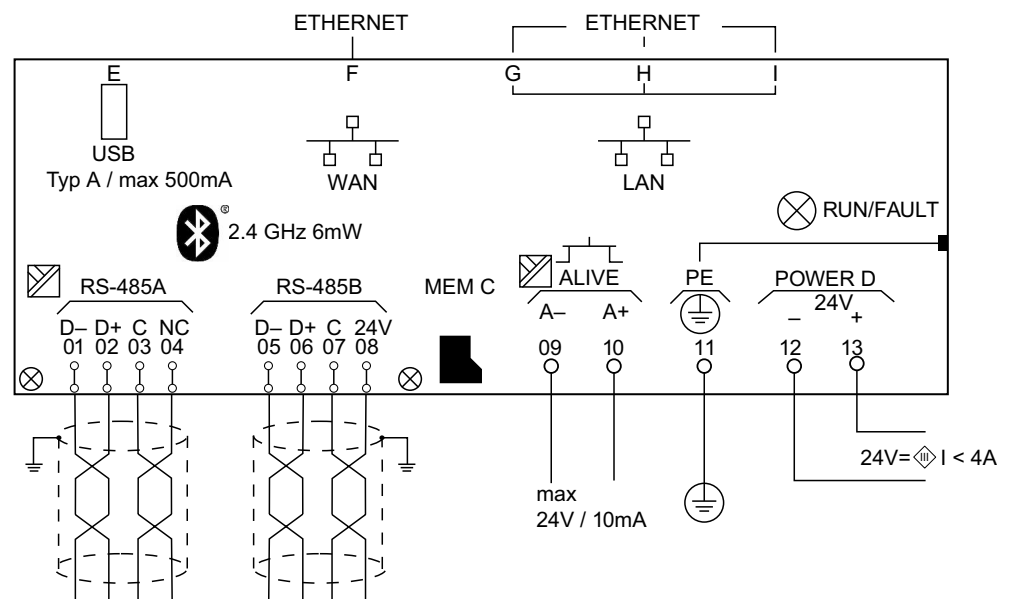 ETHERNET ETHERNET
E F G H I
USB
Typ A / max 500mA
WAN
LAN
® 2.4 GHz 6mW
RUN/FAULT
RS-485A RS-485B MEM C ALIVE PE POWER D
24V
D– D+ C NC D– D+ C 24V A– A+ – +
01 02 03 04 05 06 07 08 09 10 11 12 13
24V= III I < 4A
max
24V / 10mA